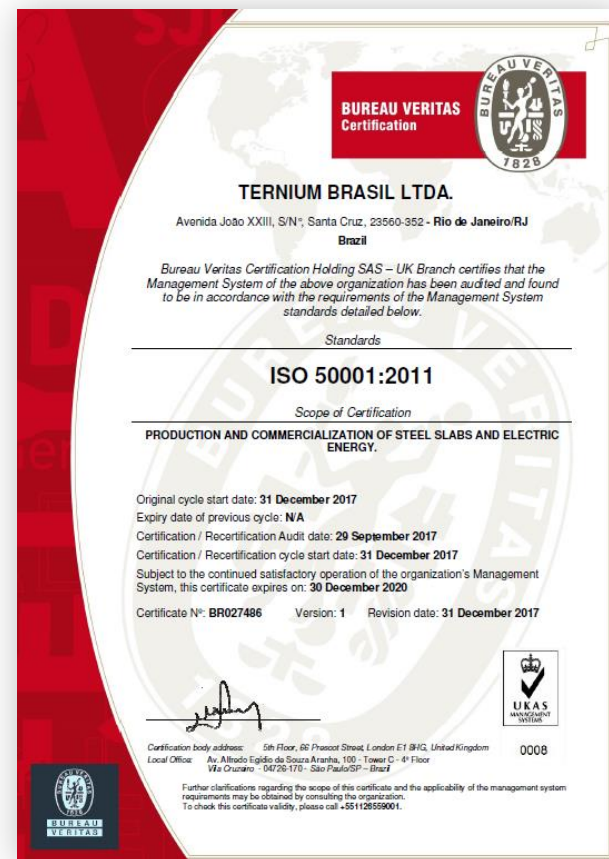 BUREAU VERITAS
Certification
BUREAU VERITAS
1828
TERNIUM BRASIL LTDA.
Avenida João XXIII, S/Nº, Santa Cruz, 23560-352 - Rio de Janeiro/RJ
Brazil
Bureau Veritas Certification Holding SAS – UK Branch certifies that the
Management System of the above organization has been audited and found
to be in accordance with the requirements of the Management System
standards detailed below.
Standards
ISO 50001:2011
Scope of Certification
PRODUCTION AND COMMERCIALIZATION OF STEEL SLABS AND ELECTRIC
ENERGY.
Original cycle start date: 31 December 2017
Expiry date of previous cycle: N/A
Certification / Recertification Audit date: 29 September 2017
Certification / Recertification cycle start date: 31 December 2017
Subject to the continued satisfactory operation of the organization's Management
System, this certificate expires on: 30 December 2020
Certificate Nº: BR027486 Version: 1 Revision date: 31 December 2017
UKAS
MANAGEMENT
SYSTEMS
0008
Certification body address: 5th Floor, 66 Prescot Street, London E1 8HG, United Kingdom
Local Office: Av. Alfredo Egídio de Souza Aranha, 100 - Tower C - 4º Floor
Vila Cruzeiro - 04726-170 - São Paulo/SP – Brazil
Further clarifications regarding the scope of this certificate and the applicability of the management system
requirements may be obtained by consulting the organization.
To check this certificate validity, please call +551126559001.
BUREAU
VERITAS